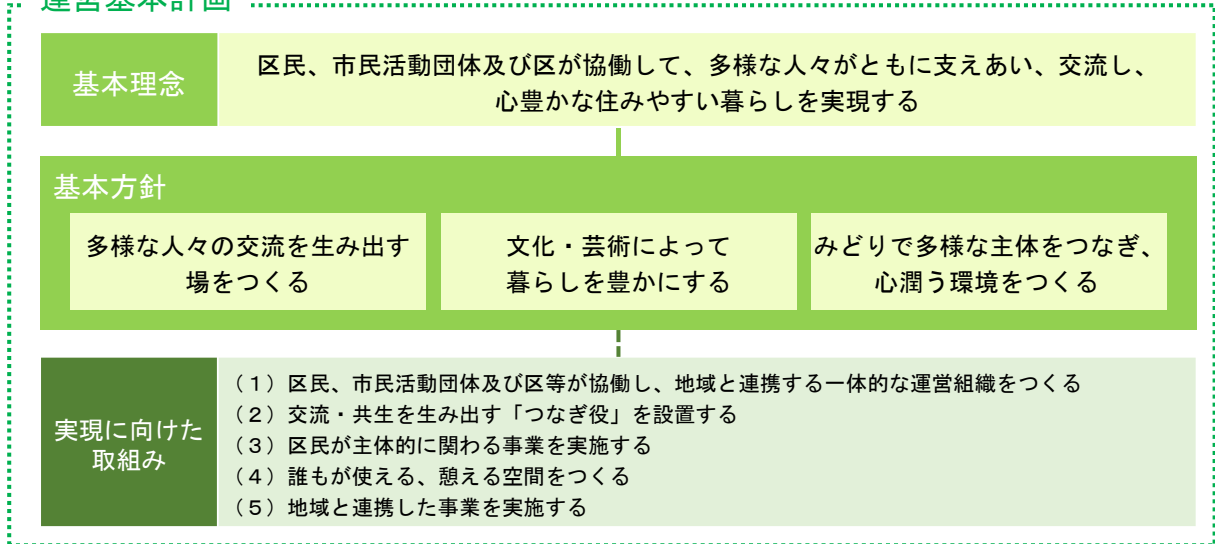 運営基本計画
基本理念
区民、市民活動団体及び区が協働して、多様な人々がともに支えあい、交流し、
心豊かな住みやすい暮らしを実現する
基本方針
多様な人々の交流を生み出す
場をつくる
文化・芸術によって
暮らしを豊かにする
みどりで多様な主体をつなぎ、
心潤う環境をつくる
実現に向けた
取組み
（１）区民、市民活動団体及び区等が協働し、地域と連携する一体的な運営組織をつくる
（２）交流・共生を生み出す「つなぎ役」を設置する
（３）区民が主体的に関わる事業を実施する
（４）誰もが使える、憩える空間をつくる
（５）地域と連携した事業を実施する